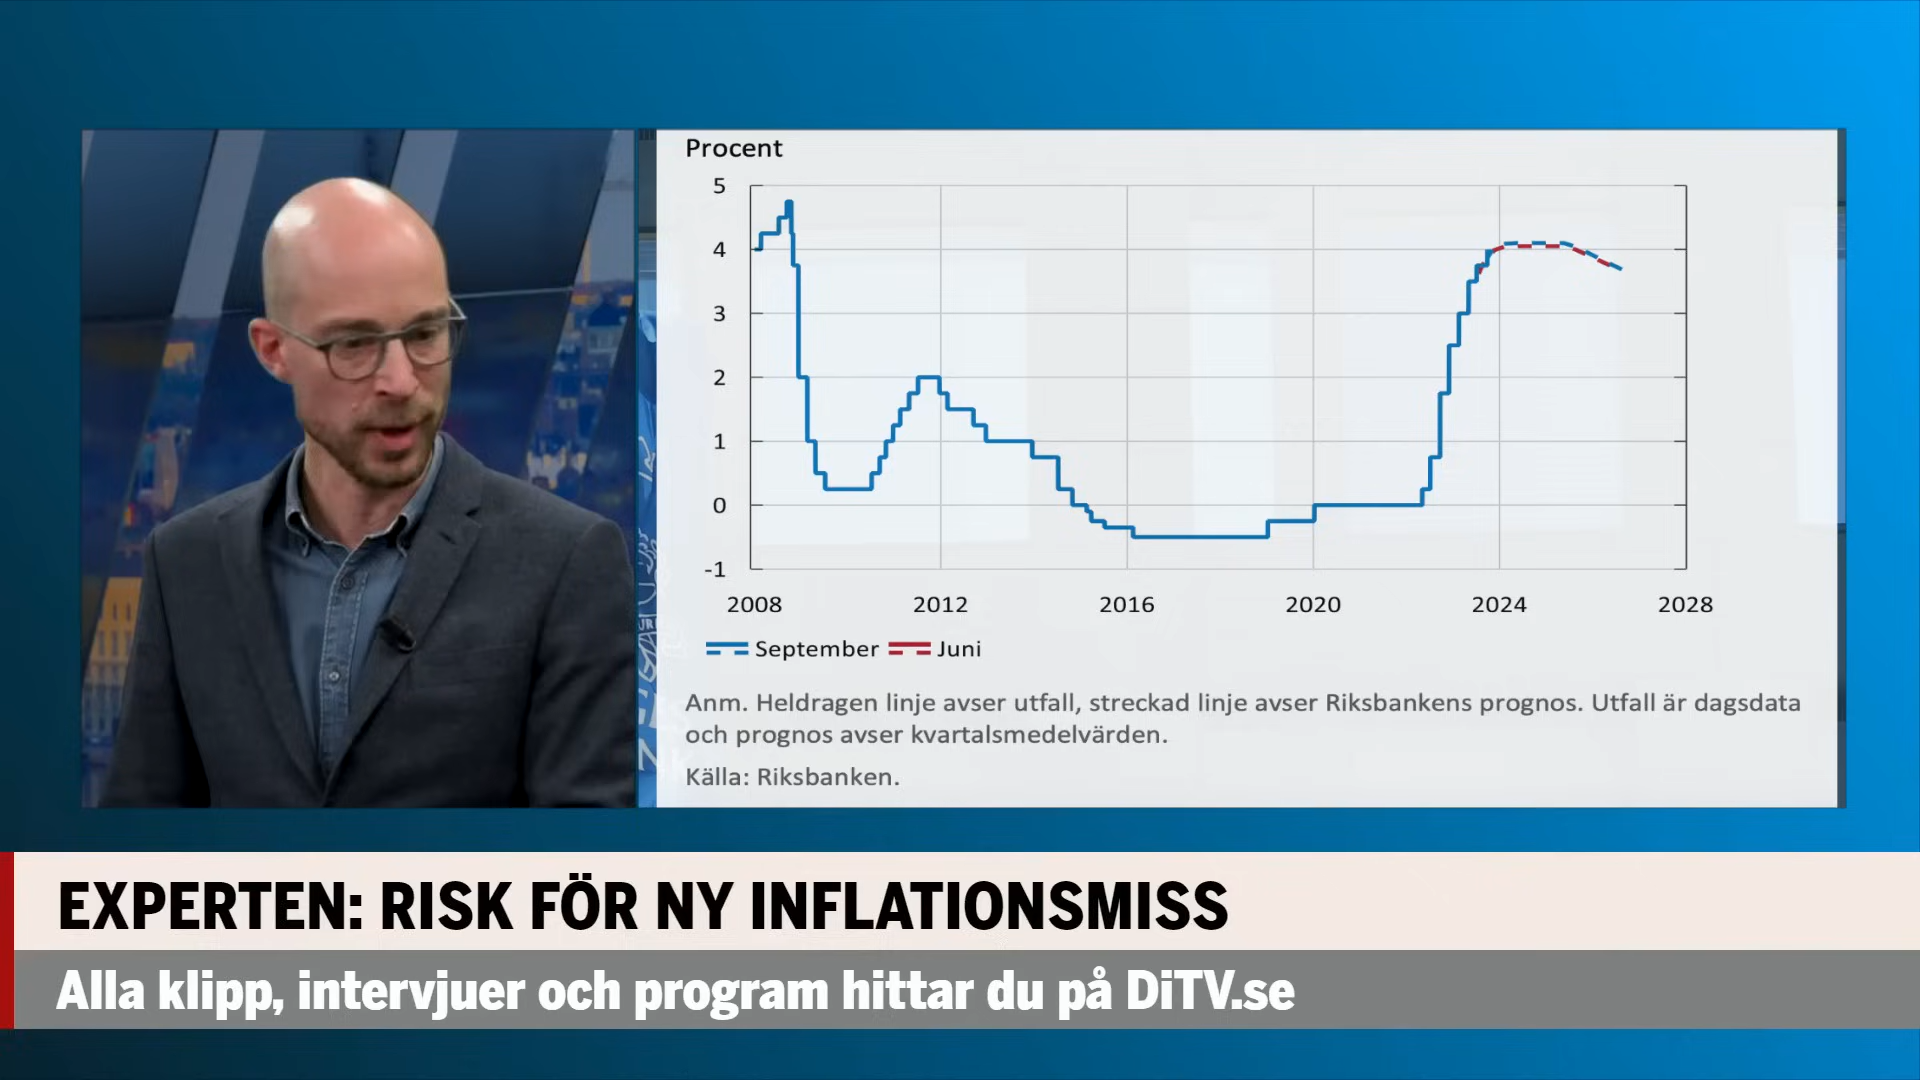 Procent
5
4
3
2
1
0
-1
2008 2012 2016 2020 2024 2028
September Juni
Anm. Heldragen linje avser utfall, streckad linje avser Riksbankens prognos. Utfall är dagsdata
och prognos avser kvartalsmedelvärden.
Källa: Riksbanken.
EXPERTEN: RISK FÖR NY INFLATIONSMISS
Alla klipp, intervjuer och program hittar du på DiTV.se